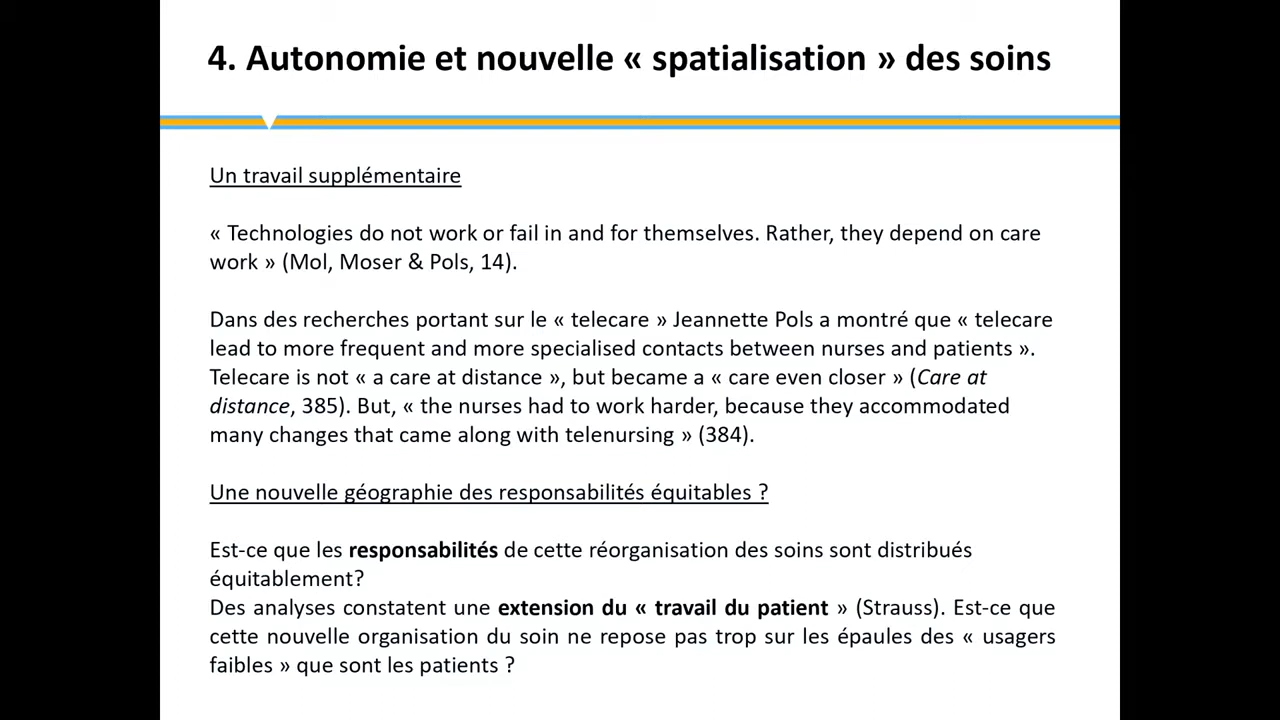 4. Autonomie et nouvelle « spatialisation » des soins
Un travail supplémentaire
« Technologies do not work or fail in and for themselves. Rather, they depend on care
work » (Mol, Moser & Pols, 14).
Dans des recherches portant sur le « telecare » Jeannette Pols a montré que « telecare
lead to more frequent and more specialised contacts between nurses and patients ».
Telecare is not « a care at distance », but became a « care even closer » (Care at
distance, 385). But, « the nurses had to work harder, because they accommodated
many changes that came along with telenursing » (384).
Une nouvelle géographie des responsabilités équitables ?
Est-ce que les responsabilités de cette réorganisation des soins sont distribués
équitablement?
Des analyses constatent une extension du « travail du patient » (Strauss). Est-ce que
cette nouvelle organisation du soin ne repose pas trop sur les épaules des « usagers
faibles » que sont les patients ?